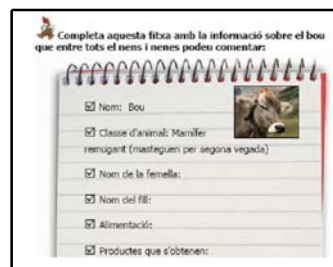 Completa aquesta fitxa amb la informació sobre el bou
que entre tots el nens i nenes podeu comentar:
☑ Nom: Bou
☑ Classe d'animal: Mamífer
remugant (masteguen per segona vegada)
☑ Nom de la femella:
☑ Nom del fill:
☑ Alimentació:
☑ Productes que s'obtenen: